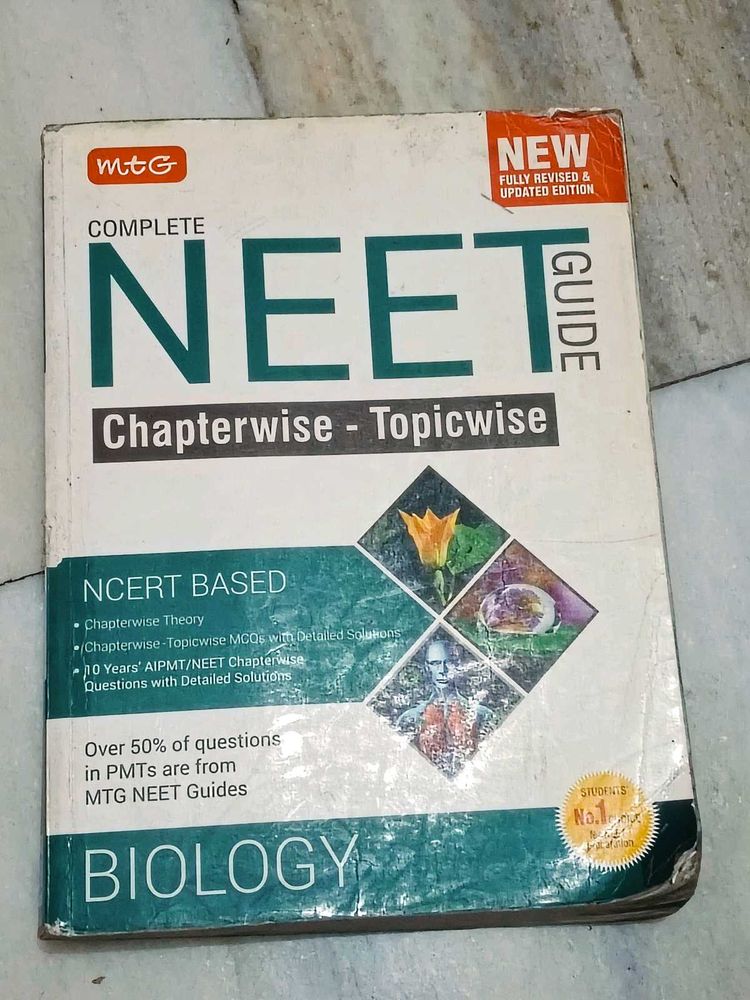 mtG
NEW
FULLY REVISED &
UPDATED EDITION
COMPLETE
NEET
GUIDE
Chapterwise - Topicwise
NCERT BASED
• Chapterwise Theory
• Chapterwise -Topicwise MCQs with Detailed Solutions
• 10 Years' AIPMT/NEET Chapterwise
Questions with Detailed Solutions
Over 50% of questions
in PMTs are from
MTG NEET Guides
STUDENTS'
No.1
BIOLOGY